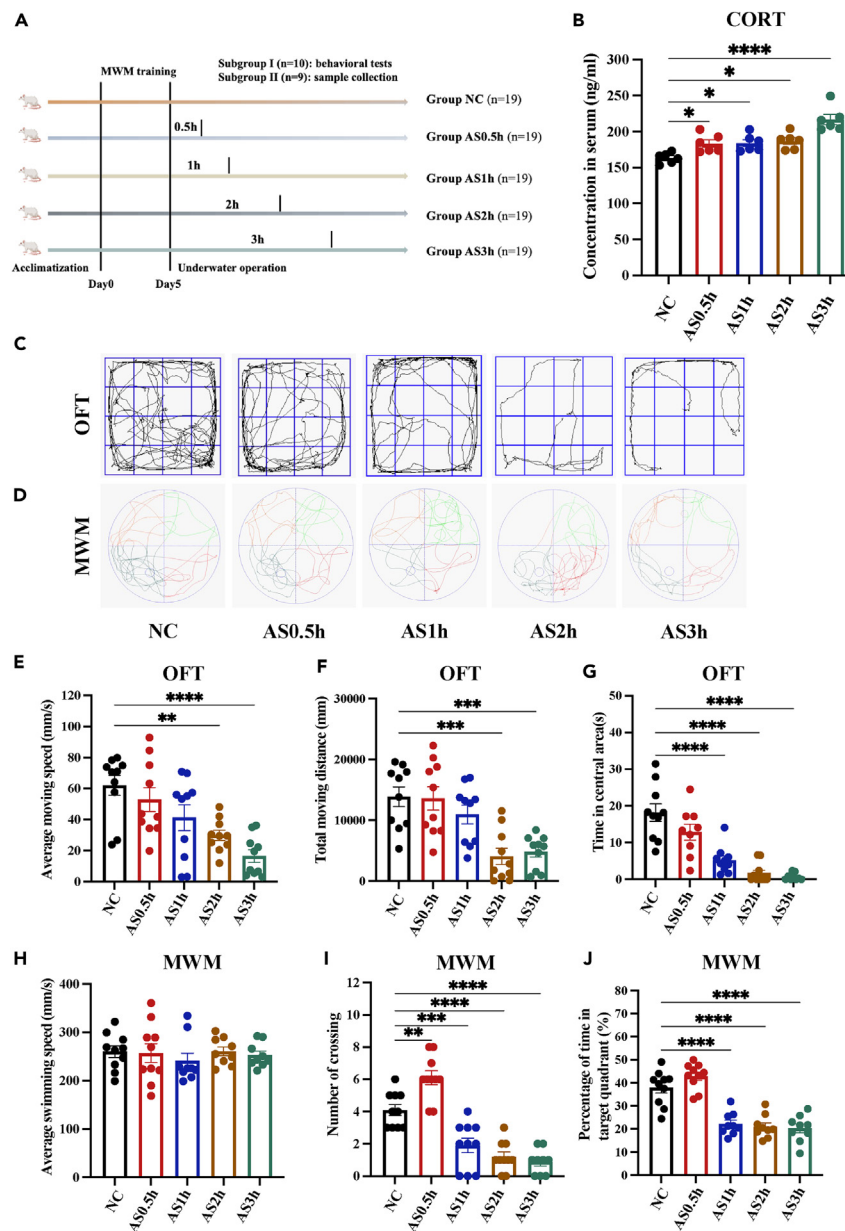 A
MWM training
Subgroup I (n=10): behavioral tests
Subgroup II (n=9): sample collection
Group NC (n=19)
0.5h
Group AS0.5h (n=19)
1h
Group AS1h (n=19)
2h
Group AS2h (n=19)
3h
Group AS3h (n=19)
Acclimatization
Underwater operation
Day0
Day5
B
CORT
Concentration in serum (ng/ml)
300
250
200
150
100
50
0
****
*
*
*
NC
AS0.5h
AS1h
AS2h
AS3h
C
OFT
D
MWM
NC
AS0.5h
AS1h
AS2h
AS3h
E
OFT
Average moving speed (mm/s)
120
100
80
60
40
20
0
****
**
NC
AS0.5h
AS1h
AS2h
AS3h
F
OFT
Total moving distance (mm)
30000
20000
10000
0
***
***
NC
AS0.5h
AS1h
AS2h
AS3h
G
OFT
Time in central area(s)
50
40
30
20
10
0
****
****
****
NC
AS0.5h
AS1h
AS2h
AS3h
H
MWM
Average swimming speed (mm/s)
400
300
200
100
0
NC
AS0.5h
AS1h
AS2h
AS3h
I
MWM
Number of crossing
12
10
8
6
4
2
0
****
****
***
**
NC
AS0.5h
AS1h
AS2h
AS3h
J
MWM
Percentage of time in
target quadrant (%)
80
70
60
50
40
30
20
10
0
****
****
****
NC
AS0.5h
AS1h
AS2h
AS3h